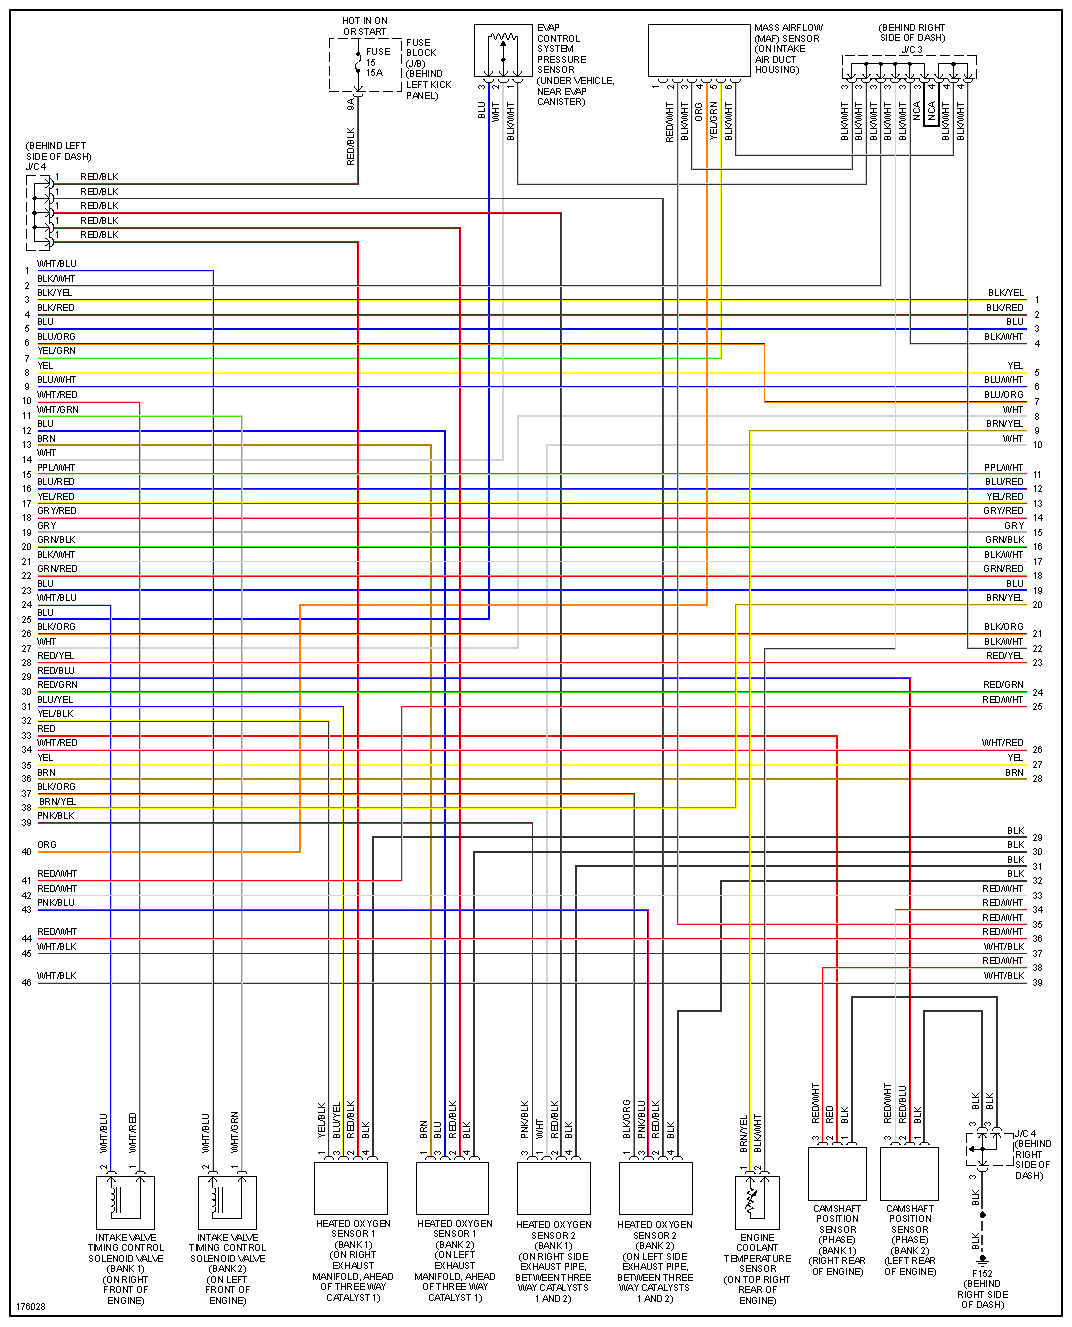 HOT IN ON
OR START
FUSE
15
15A
FUSE
BLOCK
(J/B)
(BEHIND
LEFT KICK
PANEL)
9A
RED/BLK
EVAP
CONTROL
SYSTEM
PRESSURE
SENSOR
(UNDER VEHICLE,
NEAR EVAP
CANISTER)
3
2
1
BLU
WHT
BLK/WHT
MASS AIRFLOW
(MAF) SENSOR
(ON INTAKE
AIR DUCT
HOUSING)
1
2
3
4
5
6
RED/WHT
BLK/WHT
ORG
YEL/GRN
BLK/WHT
(BEHIND RIGHT
SIDE OF DASH)
J/C 3
3
3
3
3
3
3
4
4
4
BLK/WHT
BLK/WHT
BLK/WHT
BLK/WHT
BLK/WHT
NCA
NCA
BLK/WHT
BLK/WHT
(BEHIND LEFT
SIDE OF DASH)
J/C 4
1 RED/BLK
1 RED/BLK
1 RED/BLK
1 RED/BLK
1 RED/BLK
1 WHT/BLU
2 BLK/WHT
3 BLK/YEL
4 BLK/RED
5 BLU
6 BLU/ORG
7 YEL/GRN
8 YEL
9 BLU/WHT
10 WHT/RED
11 WHT/GRN
12 BLU
13 BRN
14 WHT
15 PPL/WHT
16 BLU/RED
17 YEL/RED
18 GRY/RED
19 GRY
20 GRN/BLK
21 BLK/WHT
22 GRN/RED
23 BLU
24 WHT/BLU
25 BLU
26 BLK/ORG
27 WHT
28 RED/YEL
29 RED/BLU
30 RED/GRN
31 BLU/YEL
32 YEL/BLK
33 RED
34 WHT/RED
35 YEL
36 BRN
37 BLK/ORG
38 BRN/YEL
39 PNK/BLK
40 ORG
41 RED/WHT
42 RED/WHT
43 PNK/BLU
44 RED/WHT
45 WHT/BLK
46 WHT/BLK
BLK/YEL 1
BLK/RED 2
BLU 3
BLK/WHT 4
YEL 5
BLU/WHT 6
BLU/ORG 7
WHT 8
BRN/YEL 9
WHT 10
PPL/WHT 11
BLU/RED 12
YEL/RED 13
GRY/RED 14
GRY 15
GRN/BLK 16
BLK/WHT 17
GRN/RED 18
BLU 19
BRN/YEL 20
BLK/ORG 21
BLK/WHT 22
RED/YEL 23
RED/GRN 24
RED/WHT 25
WHT/RED 26
YEL 27
BRN 28
BLK 29
BLK 30
BLK 31
BLK 32
RED/WHT 33
RED/WHT 34
RED/WHT 35
RED/WHT 36
WHT/BLK 37
RED/WHT 38
WHT/BLK 39
2 WHT/BLU
1 WHT/RED
INTAKE VALVE
TIMING CONTROL
SOLENOID VALVE
(BANK 1)
(ON RIGHT
FRONT OF
ENGINE)
2 WHT/BLU
1 WHT/GRN
INTAKE VALVE
TIMING CONTROL
SOLENOID VALVE
(BANK 2)
(ON LEFT
FRONT OF
ENGINE)
1 YEL/BLK
3 BLU/YEL
2 RED/BLK
4 BLK
HEATED OXYGEN
SENSOR 1
(BANK 1)
(ON RIGHT
EXHAUST
MANIFOLD, AHEAD
OF THREE WAY
CATALYST 1)
1 BRN
3 BLU
2 RED/BLK
4 BLK
HEATED OXYGEN
SENSOR 1
(BANK 2)
(ON LEFT
EXHAUST
MANIFOLD, AHEAD
OF THREE WAY
CATALYST 1)
3 PNK/BLK
1 WHT
2 RED/BLK
4 BLK
HEATED OXYGEN
SENSOR 2
(BANK 1)
(ON RIGHT SIDE
EXHAUST PIPE,
BETWEEN THREE
WAY CATALYSTS
1 AND 2)
1 BLK/ORG
3 PNK/BLU
2 RED/BLK
4 BLK
HEATED OXYGEN
SENSOR 2
(BANK 2)
(ON LEFT SIDE
EXHAUST PIPE,
BETWEEN THREE
WAY CATALYSTS
1 AND 2)
1 BRN/YEL
2 BLK/WHT
ENGINE
COOLANT
TEMPERATURE
SENSOR
(ON TOP RIGHT
REAR OF
ENGINE)
3 RED/WHT
2 RED
1 BLK
CAMSHAFT
POSITION
SENSOR
(PHASE)
(BANK 1)
(RIGHT REAR
OF ENGINE)
3 RED/WHT
2 RED/BLU
1 BLK
CAMSHAFT
POSITION
SENSOR
(PHASE)
(BANK 2)
(LEFT REAR
OF ENGINE)
3 BLK
3 BLK
J/C 4
(BEHIND
RIGHT
SIDE OF
DASH)
3
BLK
BLK
F152
(BEHIND
RIGHT SIDE
OF DASH)
176028